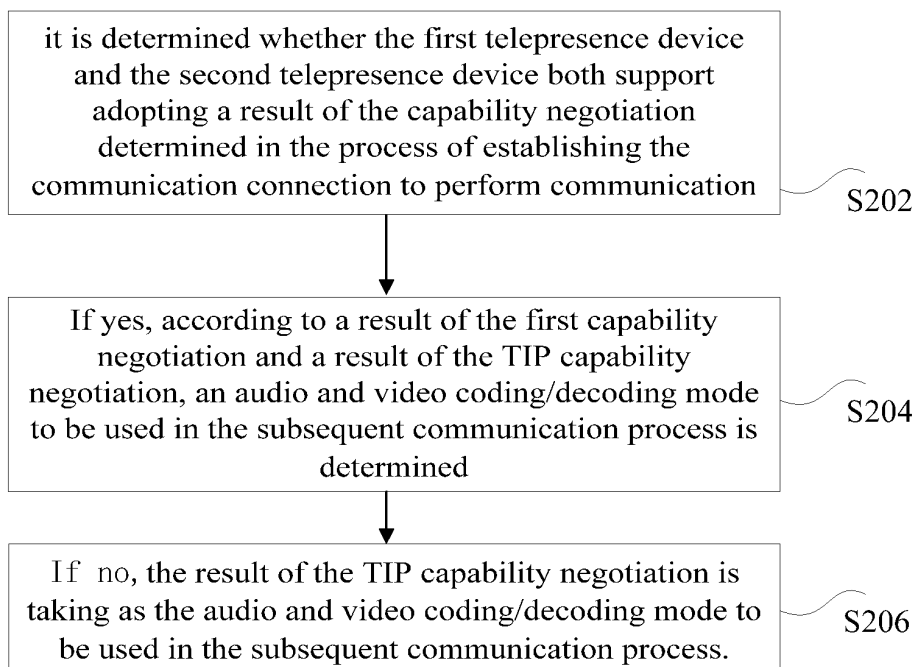 it is determined whether the first telepresence device
and the second telepresence device both support
adopting a result of the capability negotiation
determined in the process of establishing the
communication connection to perform communication
S202
If yes, according to a result of the first capability
negotiation and a result of the TIP capability
negotiation, an audio and video coding/decoding mode
to be used in the subsequent communication process is
determined
S204
If no, the result of the TIP capability negotiation is
taking as the audio and video coding/decoding mode to
be used in the subsequent communication process.
S206